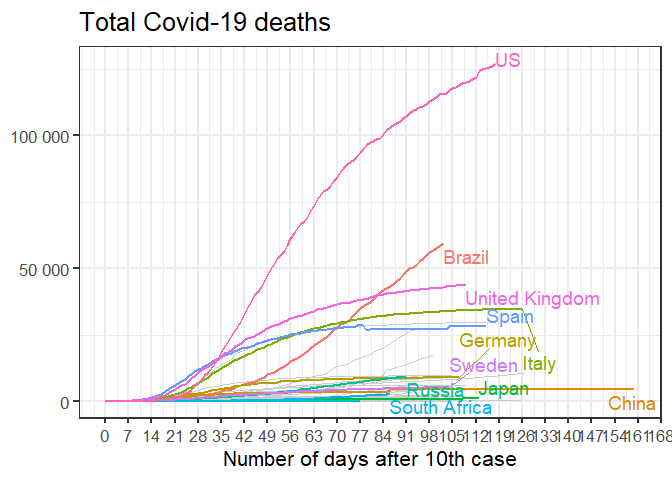 Total Covid-19 deaths
US
100 000
Brazil
50 000
United Kingdom
Spain
Germany
Sweden
Italy
Russia
Japan
0
South Africa
China
0 7 14 21 28 35 42 49 56 63 70 77 84 91 98 105 112 119 126 133 140 147 154 161 168
Number of days after 10th case